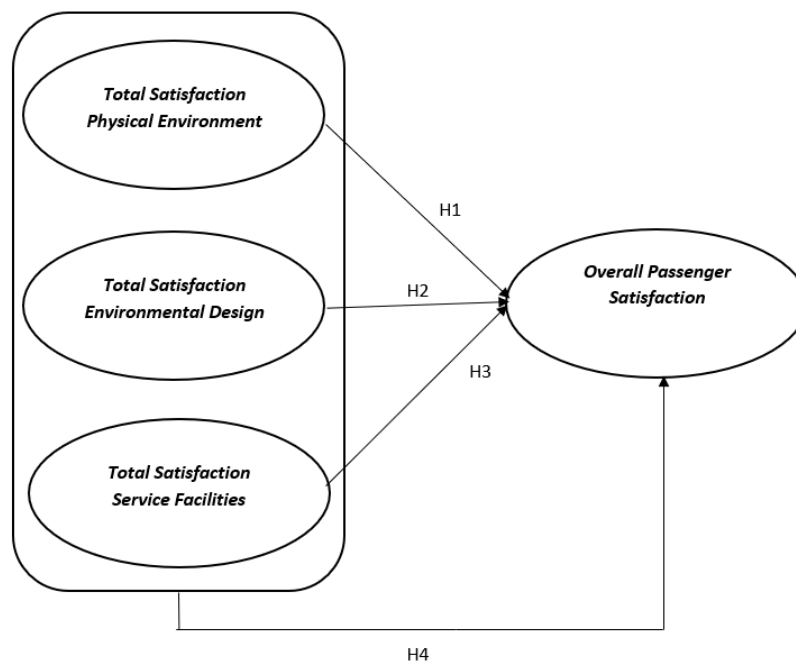 Total Satisfaction
Physical Environment
H1
Total Satisfaction
Environmental Design
H2
Overall Passenger
Satisfaction
H3
Total Satisfaction
Service Facilities
H4